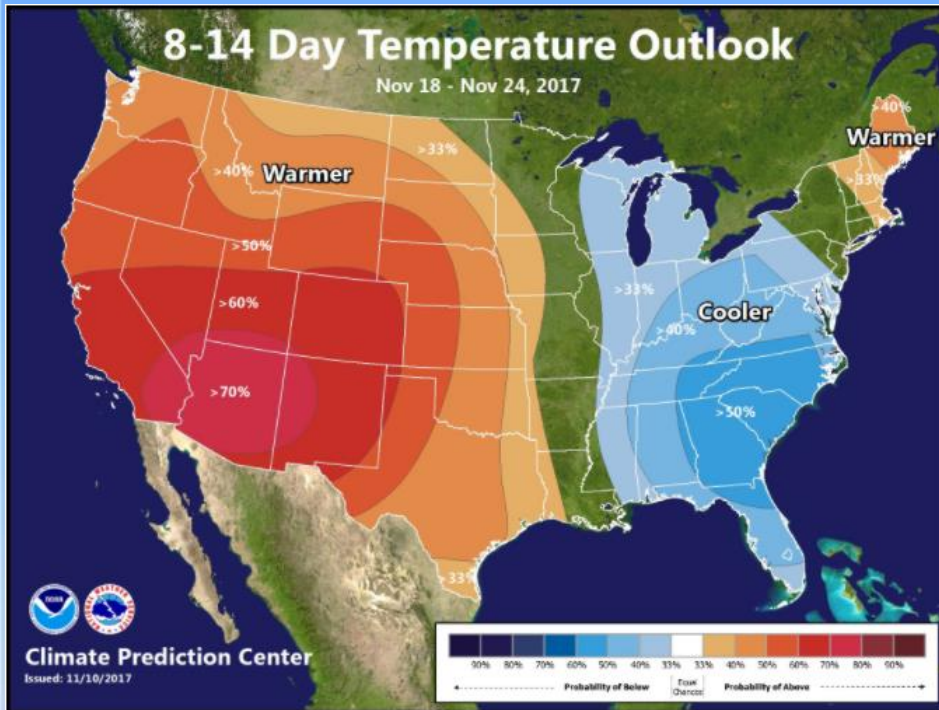 8-14 Day Temperature Outlook
Nov 18 - Nov 24, 2017
>40%
Warmer
>33%
>33%
>40%
Warmer
>50%
>60%
>33%
Cooler
>40%
>70%
>50%
>33%
Climate Prediction Center
Issued: 11/10/2017
90% 80% 70% 60% 50% 40% 33% 33% 40% 50% 60% 70% 80% 90%
Probability of Below Equal Chances Probability of Above